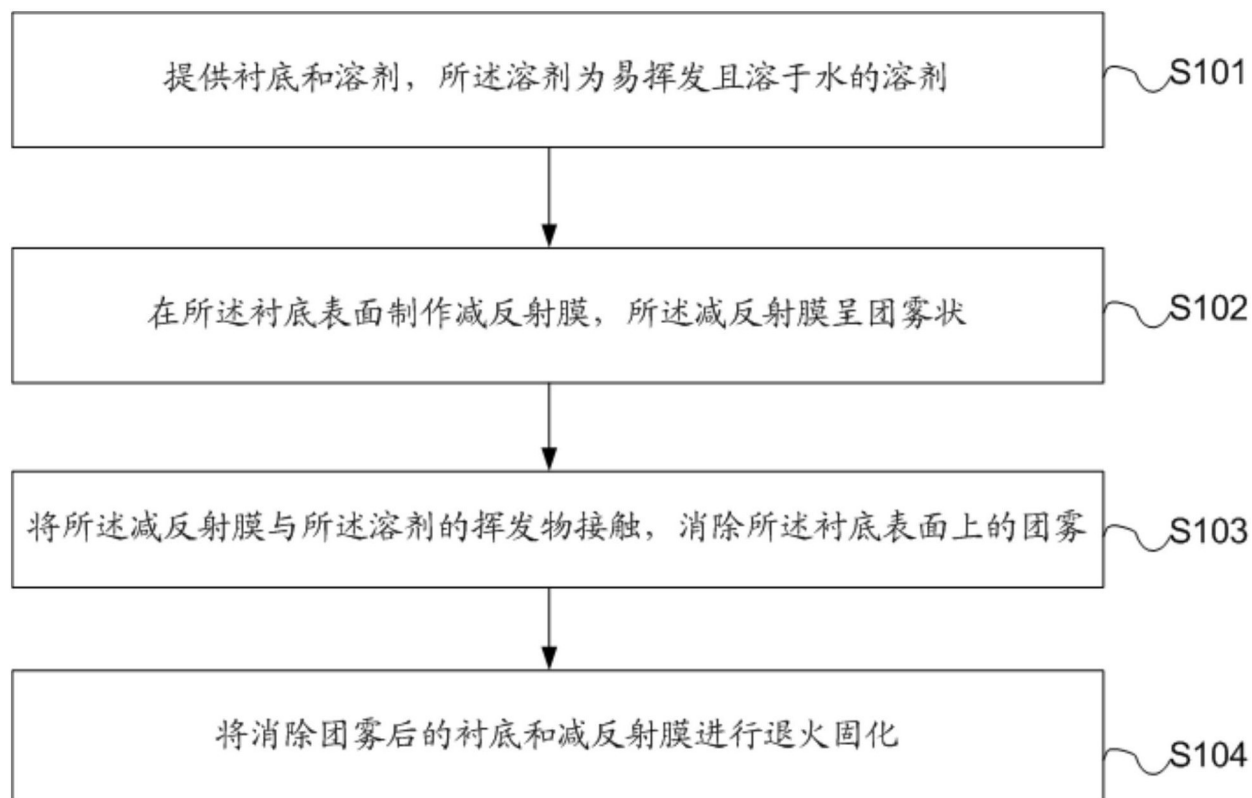 提供衬底和溶剂，所述溶剂为易挥发且溶于水的溶剂
S101
在所述衬底表面制作减反射膜，所述减反射膜呈团雾状
S102
将所述减反射膜与所述溶剂的挥发物接触，消除所述衬底表面上的团雾
S103
将消除团雾后的衬底和减反射膜进行退火固化
S104